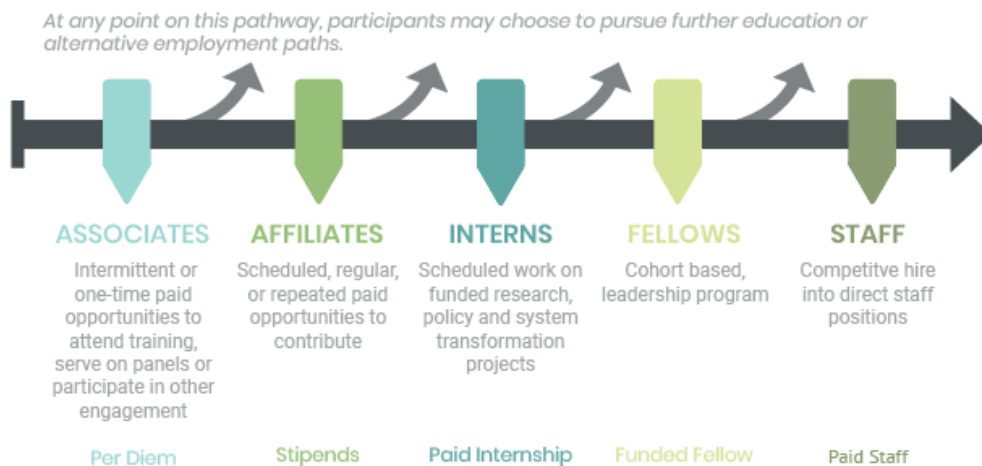 At any point on this pathway, participants may choose to pursue further education or
alternative employment paths.
ASSOCIATES
Intermittent or
one-time paid
opportunities to
attend training,
serve on panels or
participate in other
engagement
Per Diem
AFFILIATES
Scheduled, regular,
or repeated paid
opportunities to
contribute
Stipends
INTERNS
Scheduled work on
funded research,
policy and system
transformation
projects
Paid Internship
FELLOWS
Cohort based,
leadership program
Funded Fellow
STAFF
Competitve hire
into direct staff
positions
Paid Staff